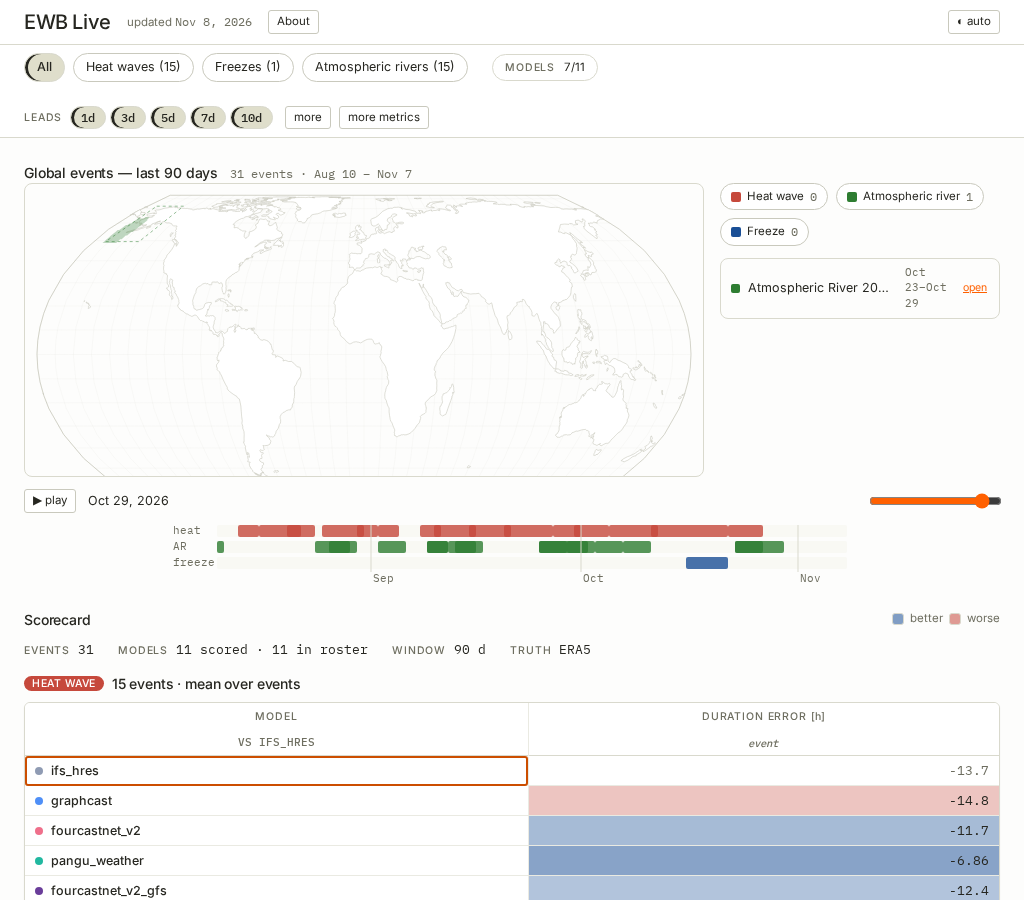 EWB Live updated Nov 8, 2026 About auto
All Heat waves (15) Freezes (1) Atmospheric rivers (15) MODELS 7/11
LEADS 1d 3d 5d 7d 10d more more metrics
Global events — last 90 days 31 events · Aug 10 – Nov 7
Heat wave 0 Atmospheric river 1
Freeze 0
Atmospheric River 20… Oct 23–Oct 29 open
▶ play Oct 29, 2026
heat
AR
freeze
Sep Oct Nov
Scorecard better worse
EVENTS 31 MODELS 11 scored · 11 in roster WINDOW 90 d TRUTH ERA5
HEAT WAVE 15 events · mean over events
MODEL DURATION ERROR [h]
VS IFS_HRES event
ifs_hres -13.7
graphcast -14.8
fourcastnet_v2 -11.7
pangu_weather -6.86
fourcastnet_v2_gfs -12.4